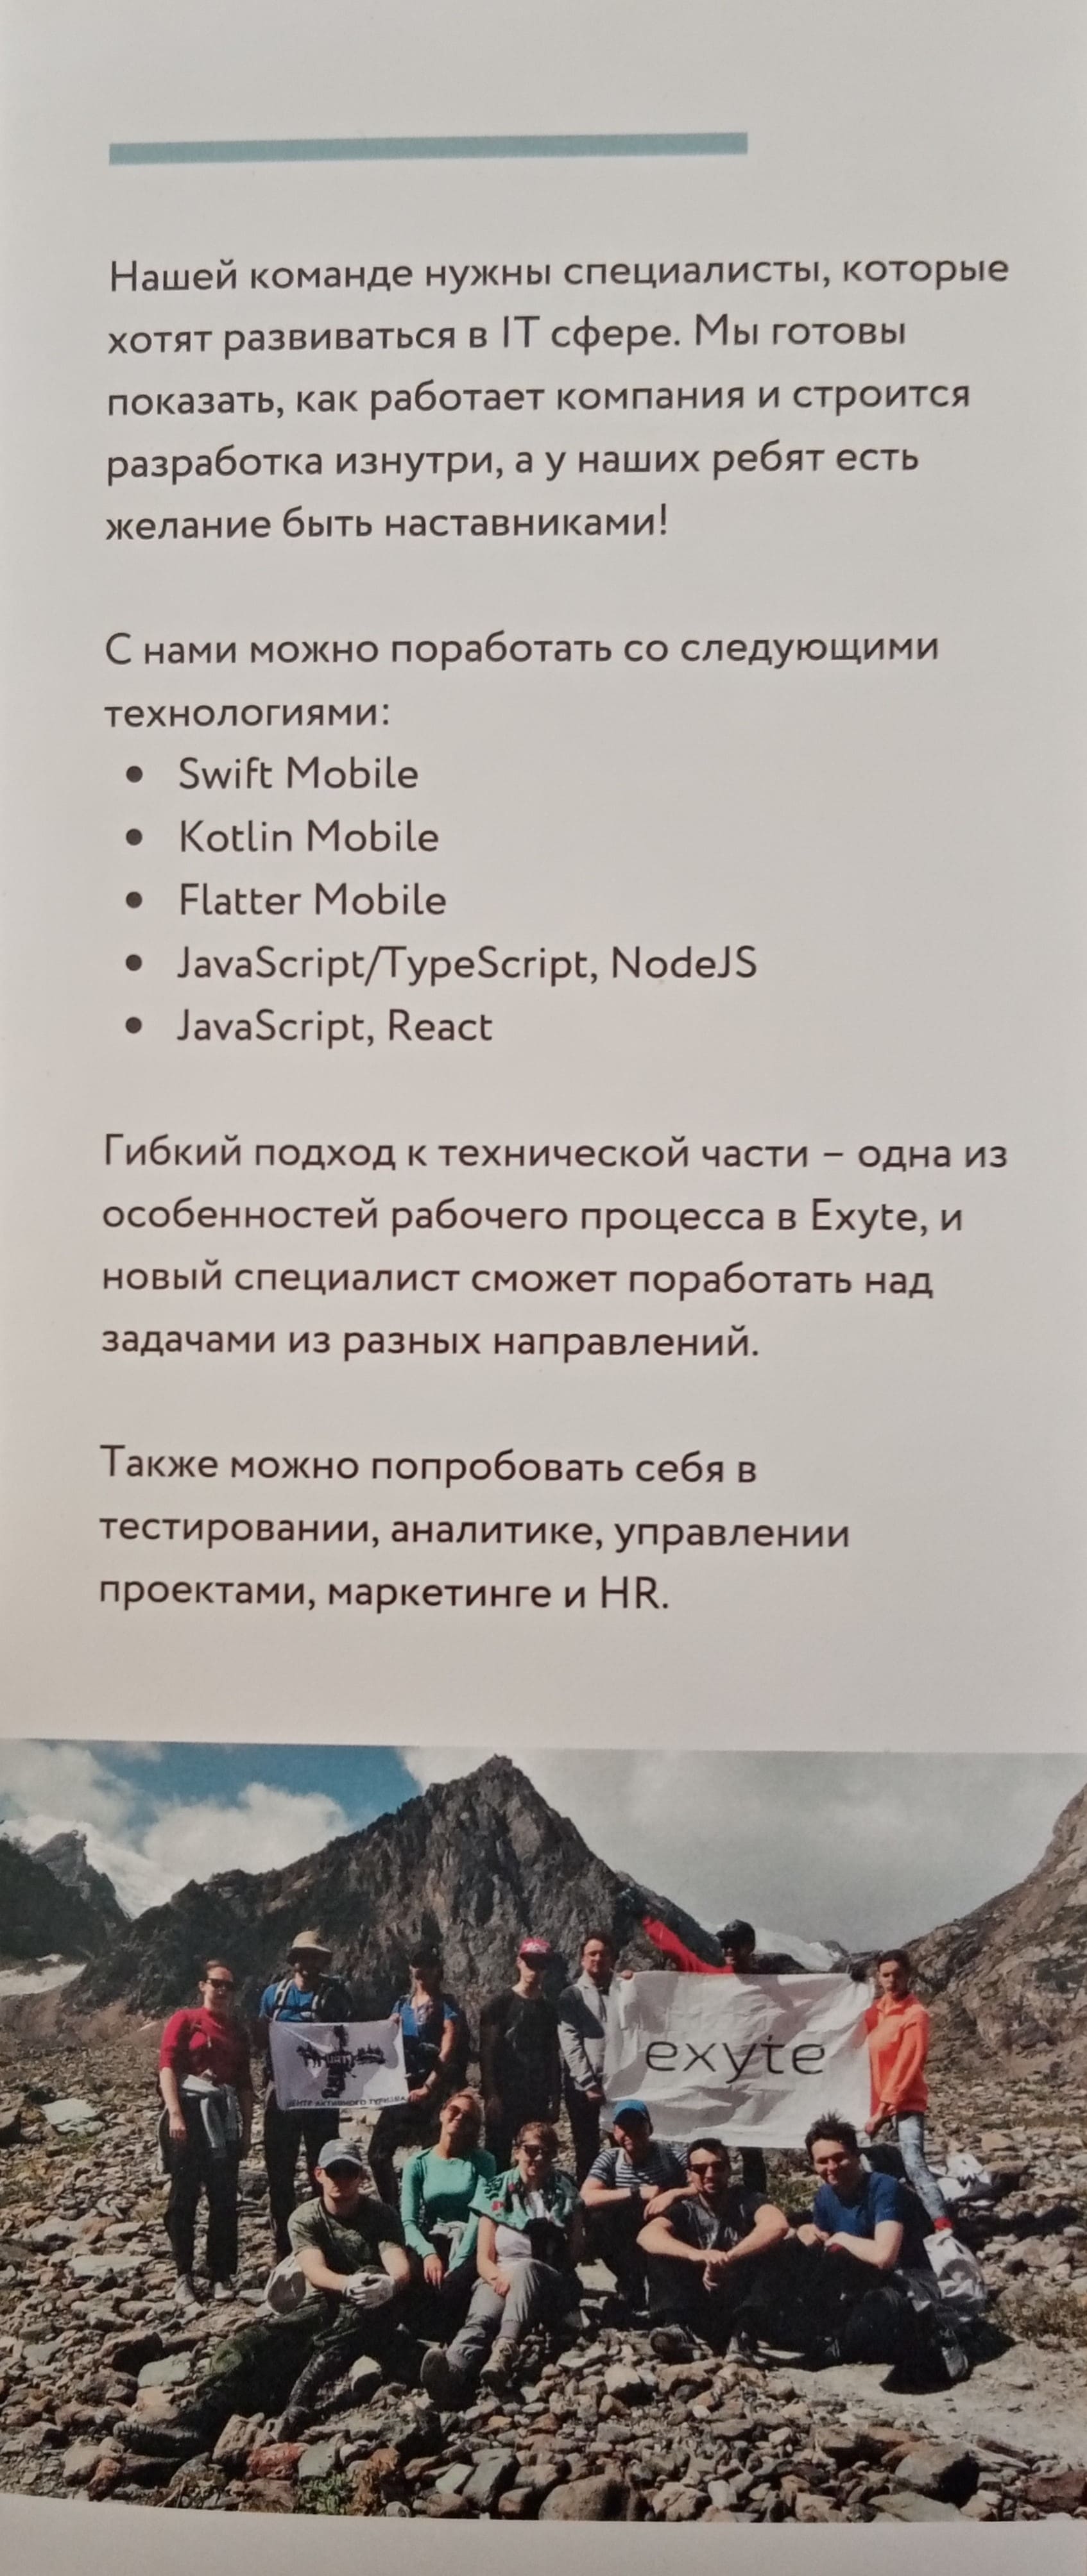 Нашей команде нужны специалисты, которые
хотят развиваться в IT сфере. Мы готовы
показать, как работает компания и строится
разработка изнутри, а у наших ребят есть
желание быть наставниками!
С нами можно поработать со следующими
технологиями:
• Swift Mobile
• Kotlin Mobile
• Flatter Mobile
• JavaScript/TypeScript, NodeJS
• JavaScript, React
Гибкий подход к технической части – одна из
особенностей рабочего процесса в Exyte, и
новый специалист сможет поработать над
задачами из разных направлений.
Также можно попробовать себя в
тестировании, аналитике, управлении
проектами, маркетинге и HR.
exyte
ЦЕНТР АКТИВНОГО ТУРИЗМА